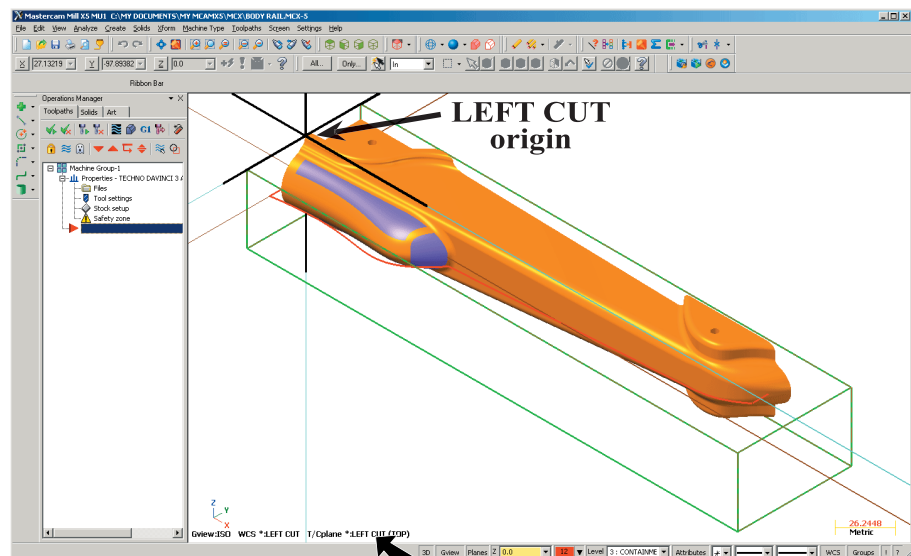 Mastercam Mill X5 MU1 C:\MY DOCUMENTS\MY MCAMX5\MCX\BODY RAIL.MCX-5
File Edit View Analyze Create Solids Xform Machine Type Toolpaths Screen Settings Help
X 27.13219 Y -97.89382 Z 0.0 All... Only... In
Ribbon Bar
Operations Manager
Toolpaths Solids Art
G1
Machine Group-1
Properties - TECHNO DAVINCI 3 A
Files
Tool settings
Stock setup
Safety zone
LEFT CUT
origin
Z
Y
X
Gview:ISO WCS *:LEFT CUT T/Cplane *:LEFT CUT (TOP)
26.2448
Metric
3D Gview Planes Z 0.0 12 Level 3 : CONTAINME Attributes WCS Groups ! ?